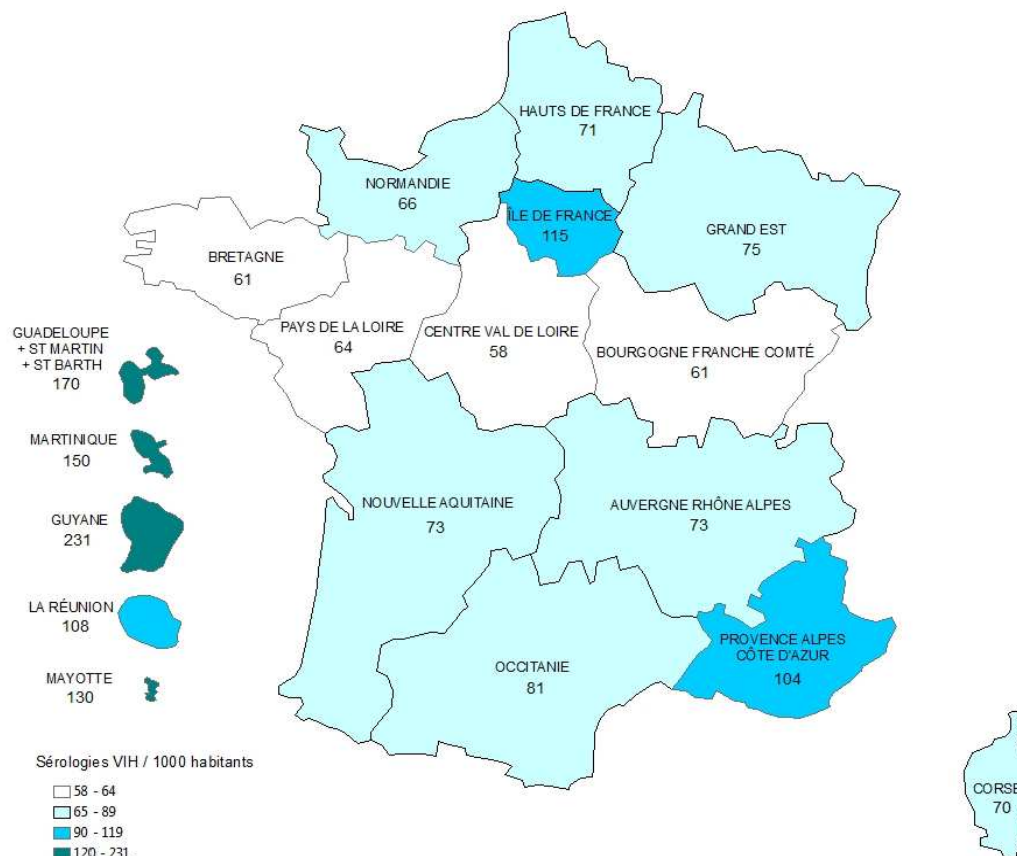 HAUTS DE FRANCE
71
NORMANDIE
66
ÎLE DE FRANCE
115
GRAND EST
75
BRETAGNE
61
PAYS DE LA LOIRE
64
CENTRE VAL DE LOIRE
58
BOURGOGNE FRANCHE COMTÉ
61
GUADELOUPE
+ ST MARTIN
+ ST BARTH
170
MARTINIQUE
150
GUYANE
231
LA RÉUNION
108
MAYOTTE
130
NOUVELLE AQUITAINE
73
AUVERGNE RHÔNE ALPES
73
OCCITANIE
81
PROVENCE ALPES
CÔTE D'AZUR
104
CORSE
70
Sérologies VIH / 1000 habitants
58 - 64
65 - 89
90 - 119
120 - 231